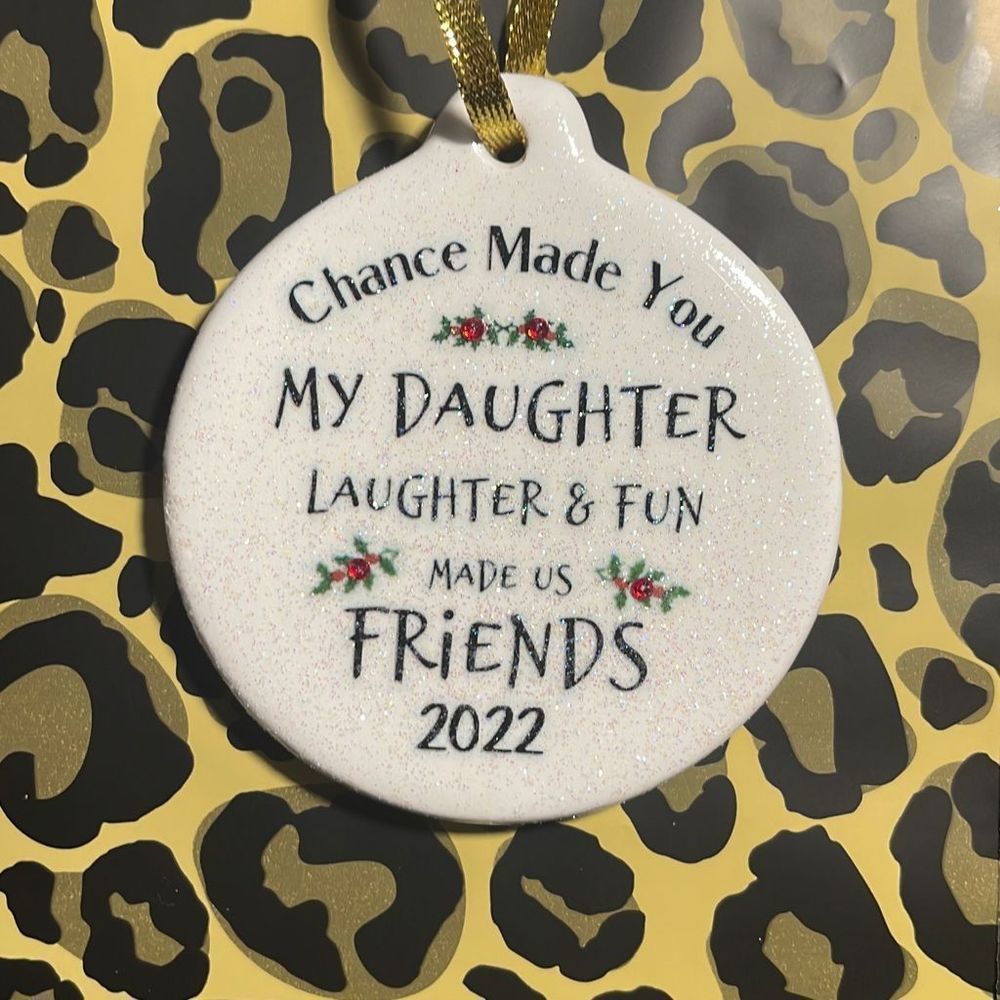 Chance Made You
MY DAUGHTER
LAUGHTER & FUN
MADE US
FRiENDS
2022